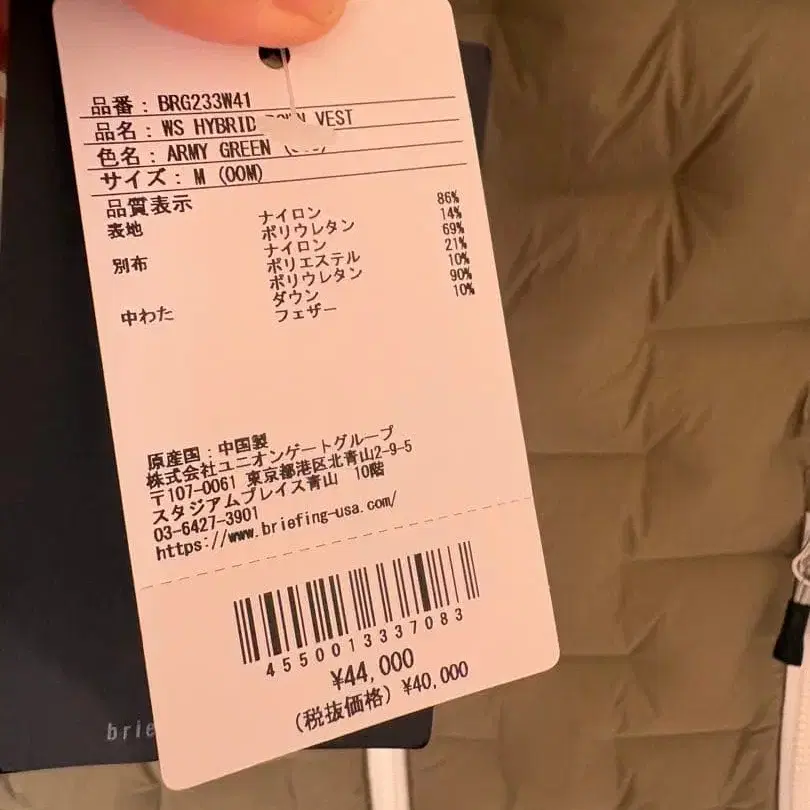 品番 : BRG233W41
品名 : WS HYBRID VEST
色名 : ARMY GREEN
サイズ : M (00M)
品質表示
表地 ナイロン 86%
ポリウレタン 14%
別布 ナイロン 69%
ポリエステル 21%
ポリウレタン 10%
中わた ダウン 90%
フェザー 10%
原産国 : 中国製
株式会社ユニオンゲートグループ
〒107-0061 東京都港区北青山2-9-5
スタジアムプレイス青山 10階
03-6427-3901
https://www.briefing-usa.com/
4550013337083
¥44,000
(税抜価格) ¥40,000
brie